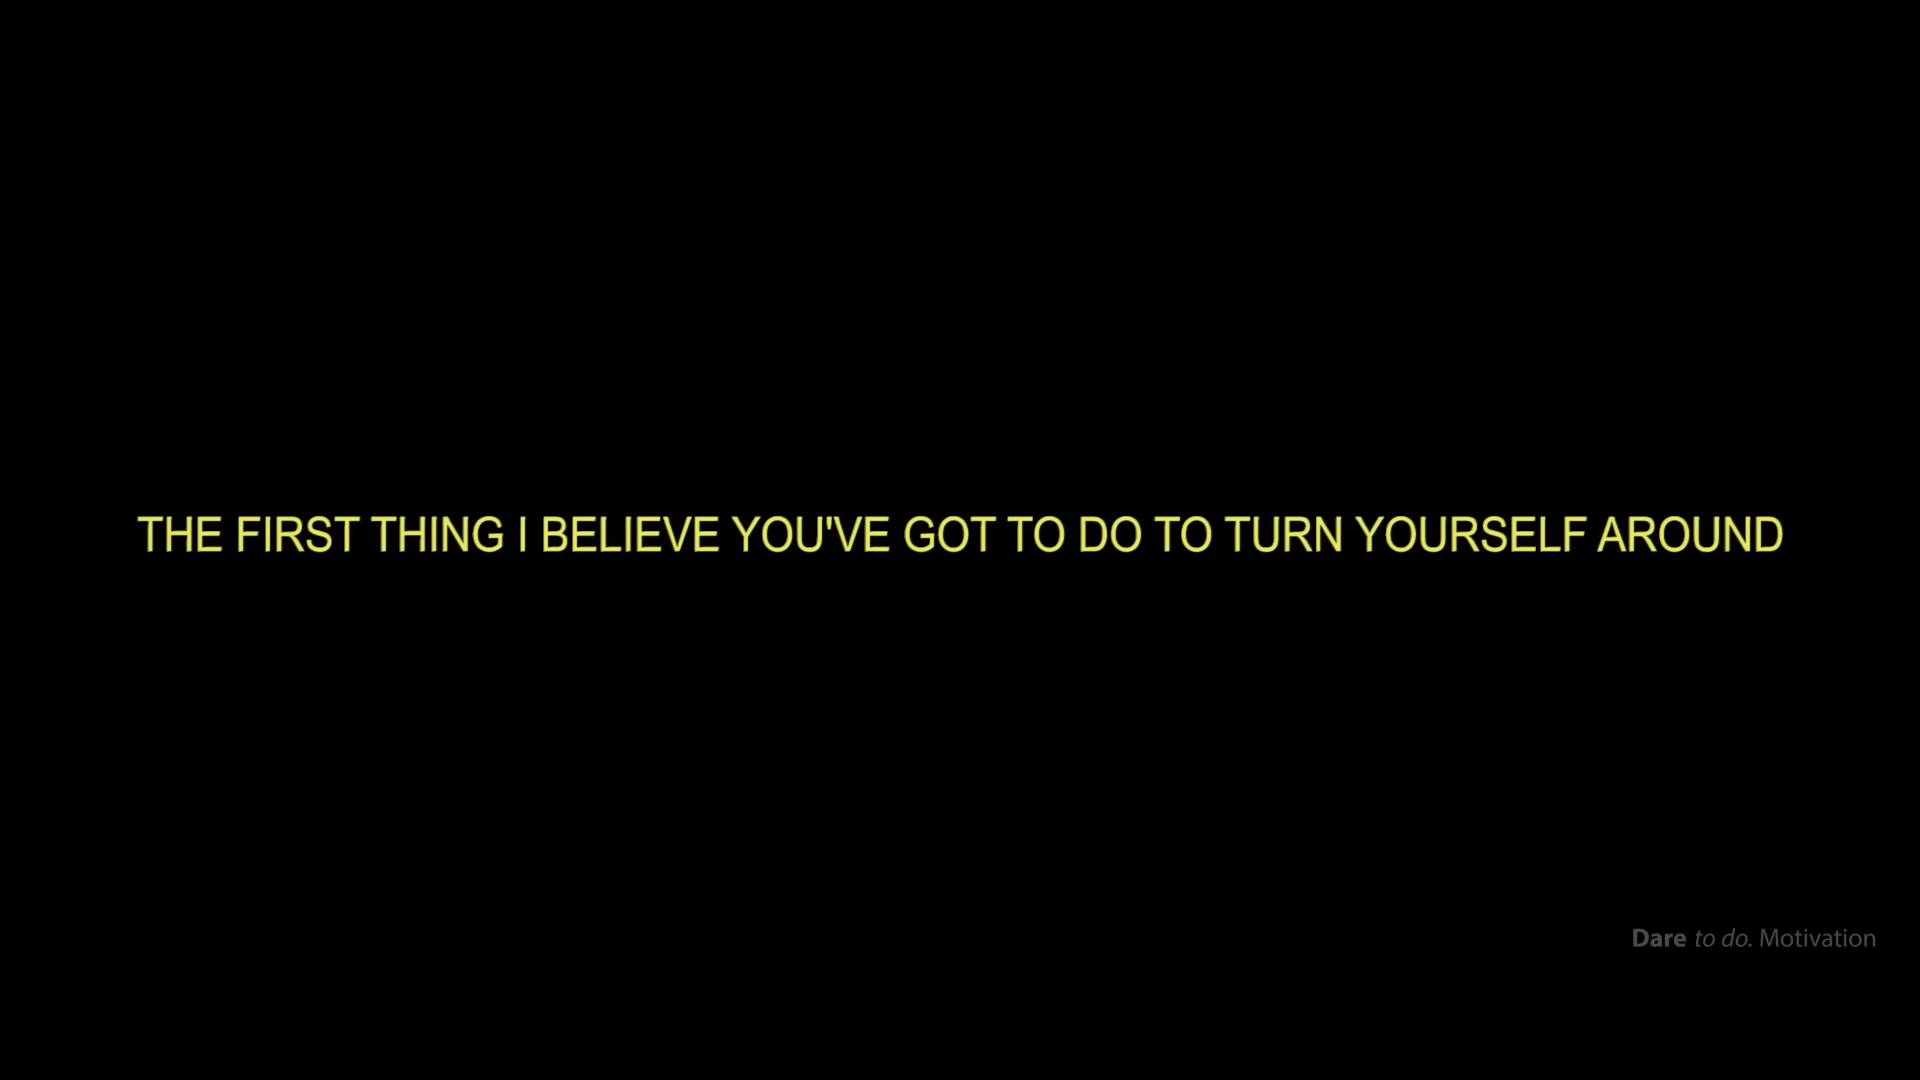 THE FIRST THING I BELIEVE YOU'VE GOT TO DO TO TURN YOURSELF AROUND
Dare to do. Motivation